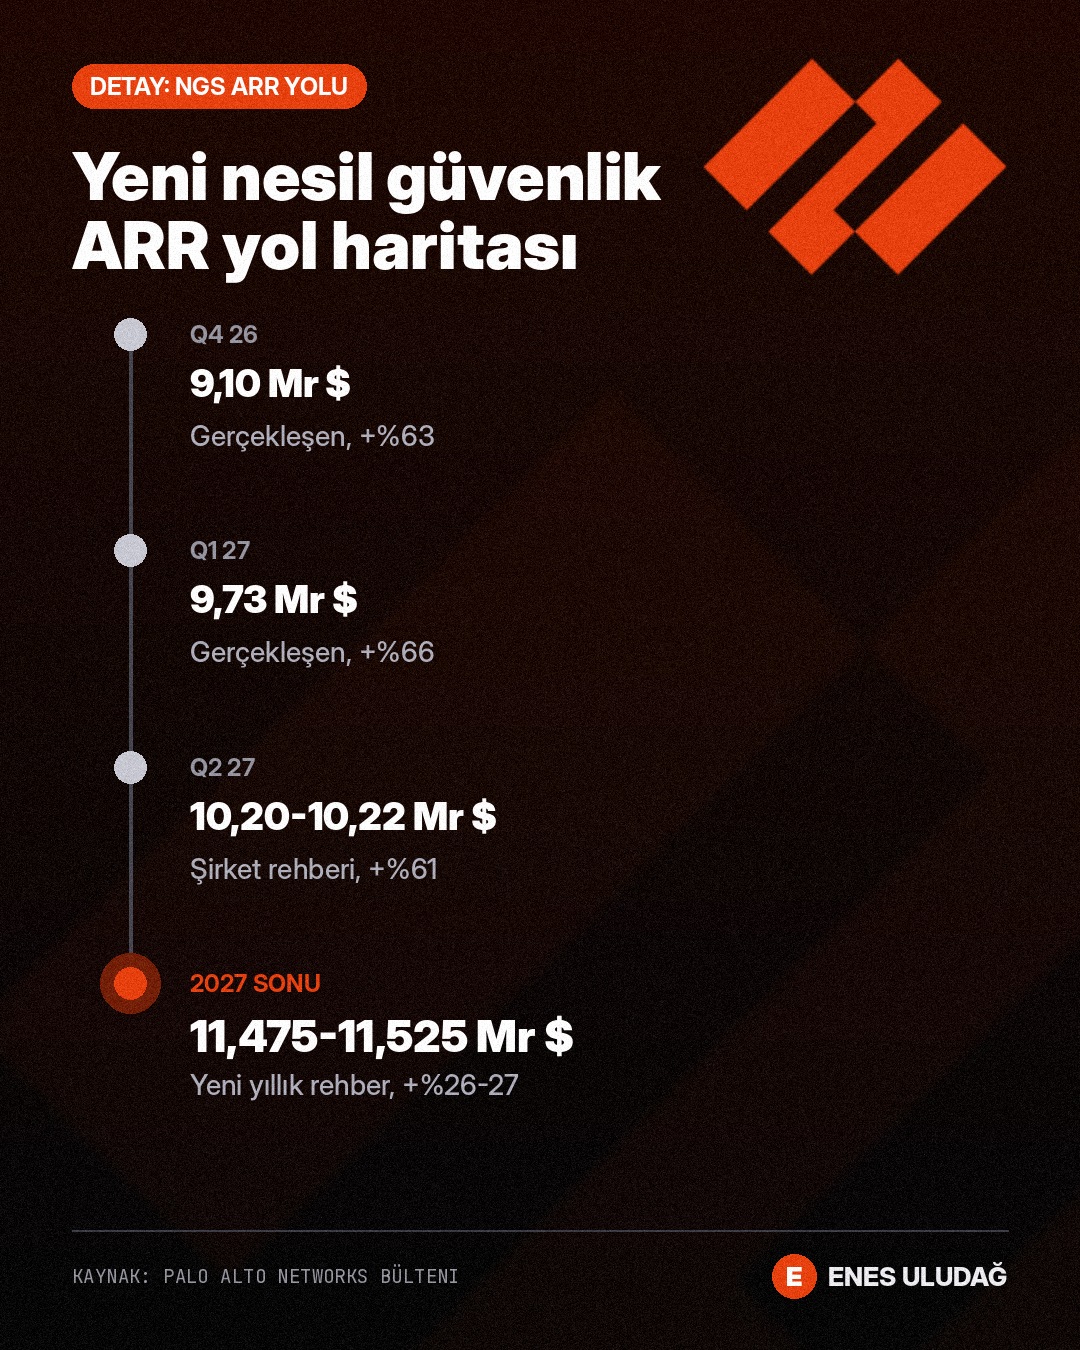 DETAY: NGS ARR YOLU
Yeni nesil güvenlik
ARR yol haritası
Q4 26
9,10 Mr $
Gerçekleşen, +%63
Q1 27
9,73 Mr $
Gerçekleşen, +%66
Q2 27
10,20-10,22 Mr $
Şirket rehberi, +%61
2027 SONU
11,475-11,525 Mr $
Yeni yıllık rehber, +%26-27
KAYNAK: PALO ALTO NETWORKS BÜLTENI
E ENES ULUDAĞ